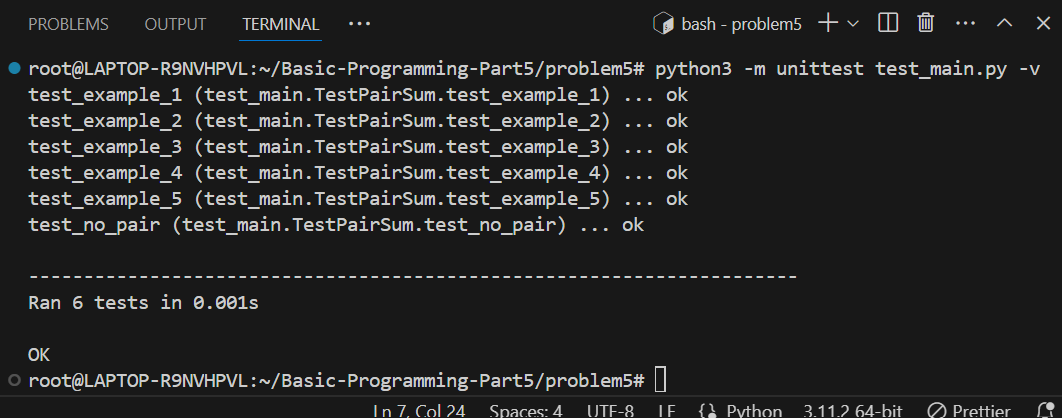 PROBLEMS OUTPUT TERMINAL ··· bash - problem5 ···
root@LAPTOP-R9NVHPVL:~/Basic-Programming-Part5/problem5# python3 -m unittest test_main.py -v
test_example_1 (test_main.TestPairSum.test_example_1) ... ok
test_example_2 (test_main.TestPairSum.test_example_2) ... ok
test_example_3 (test_main.TestPairSum.test_example_3) ... ok
test_example_4 (test_main.TestPairSum.test_example_4) ... ok
test_example_5 (test_main.TestPairSum.test_example_5) ... ok
test_no_pair (test_main.TestPairSum.test_no_pair) ... ok
----------------------------------------------------------------------
Ran 6 tests in 0.001s
OK
root@LAPTOP-R9NVHPVL:~/Basic-Programming-Part5/problem5#
Ln 7, Col 24 Spaces: 4 UTF-8 LF {} Python 3.11.2 64-bit Prettier